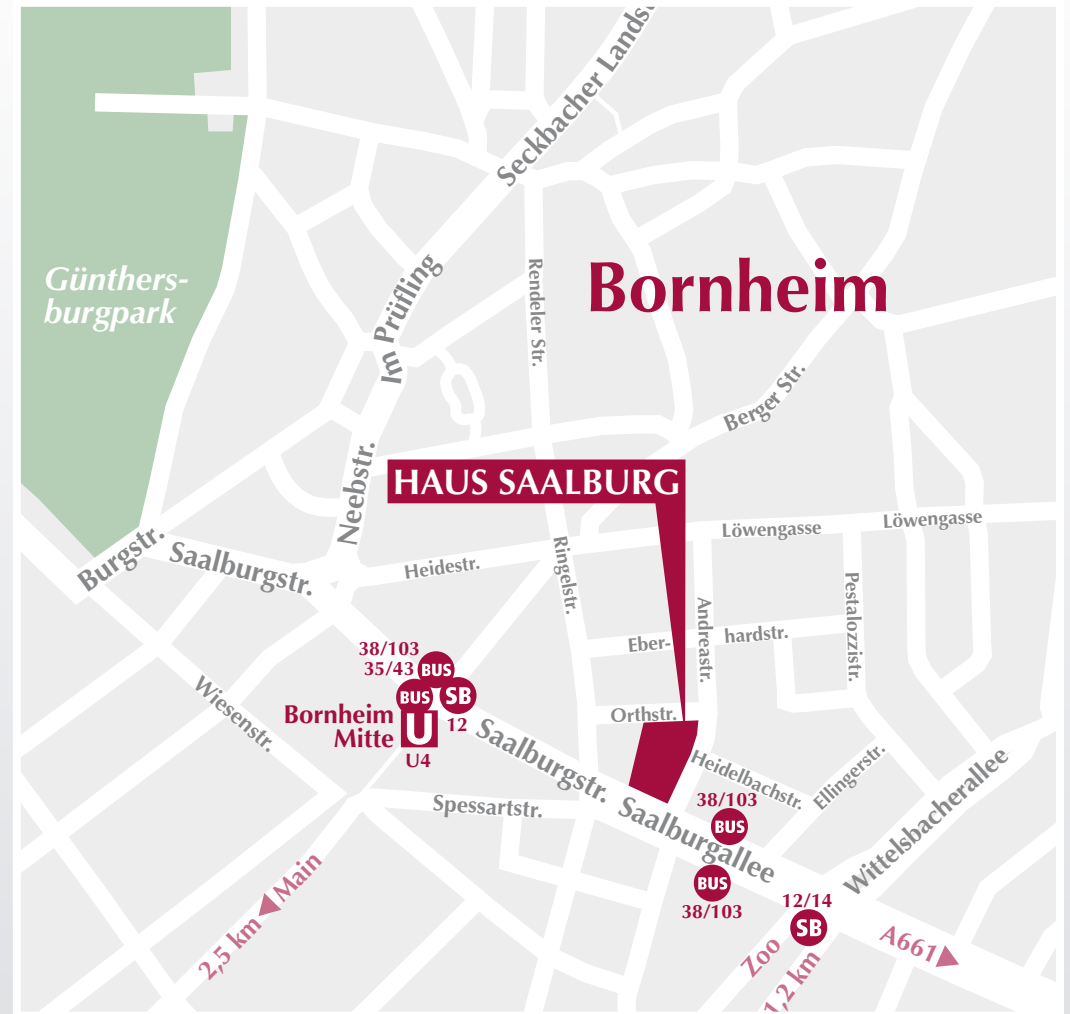 Seckbacher Lands
Günthers-
burgpark
Im Prüfling
Rendeler Str.
Bornheim
Berger Str.
Neebstr.
HAUS SAALBURG
Löwengasse
Löwengasse
Burgstr.
Saalburgstr.
Heidestr.
Ringelstr.
Andreastr.
Pestalozzistr.
Eber-
hardstr.
38/103
BUS
35/43
BUS
SB
12
Bornheim
Mitte
U
U4
Wiesenstr.
Orthstr.
Saalburgstr.
Heidelbachstr.
Ellingerstr.
Spessartstr.
Saalburgallee
38/103
BUS
BUS
38/103
Wittelsbacherallee
12/14
SB
Main
2,5 km
Zoo
1,2 km
A661